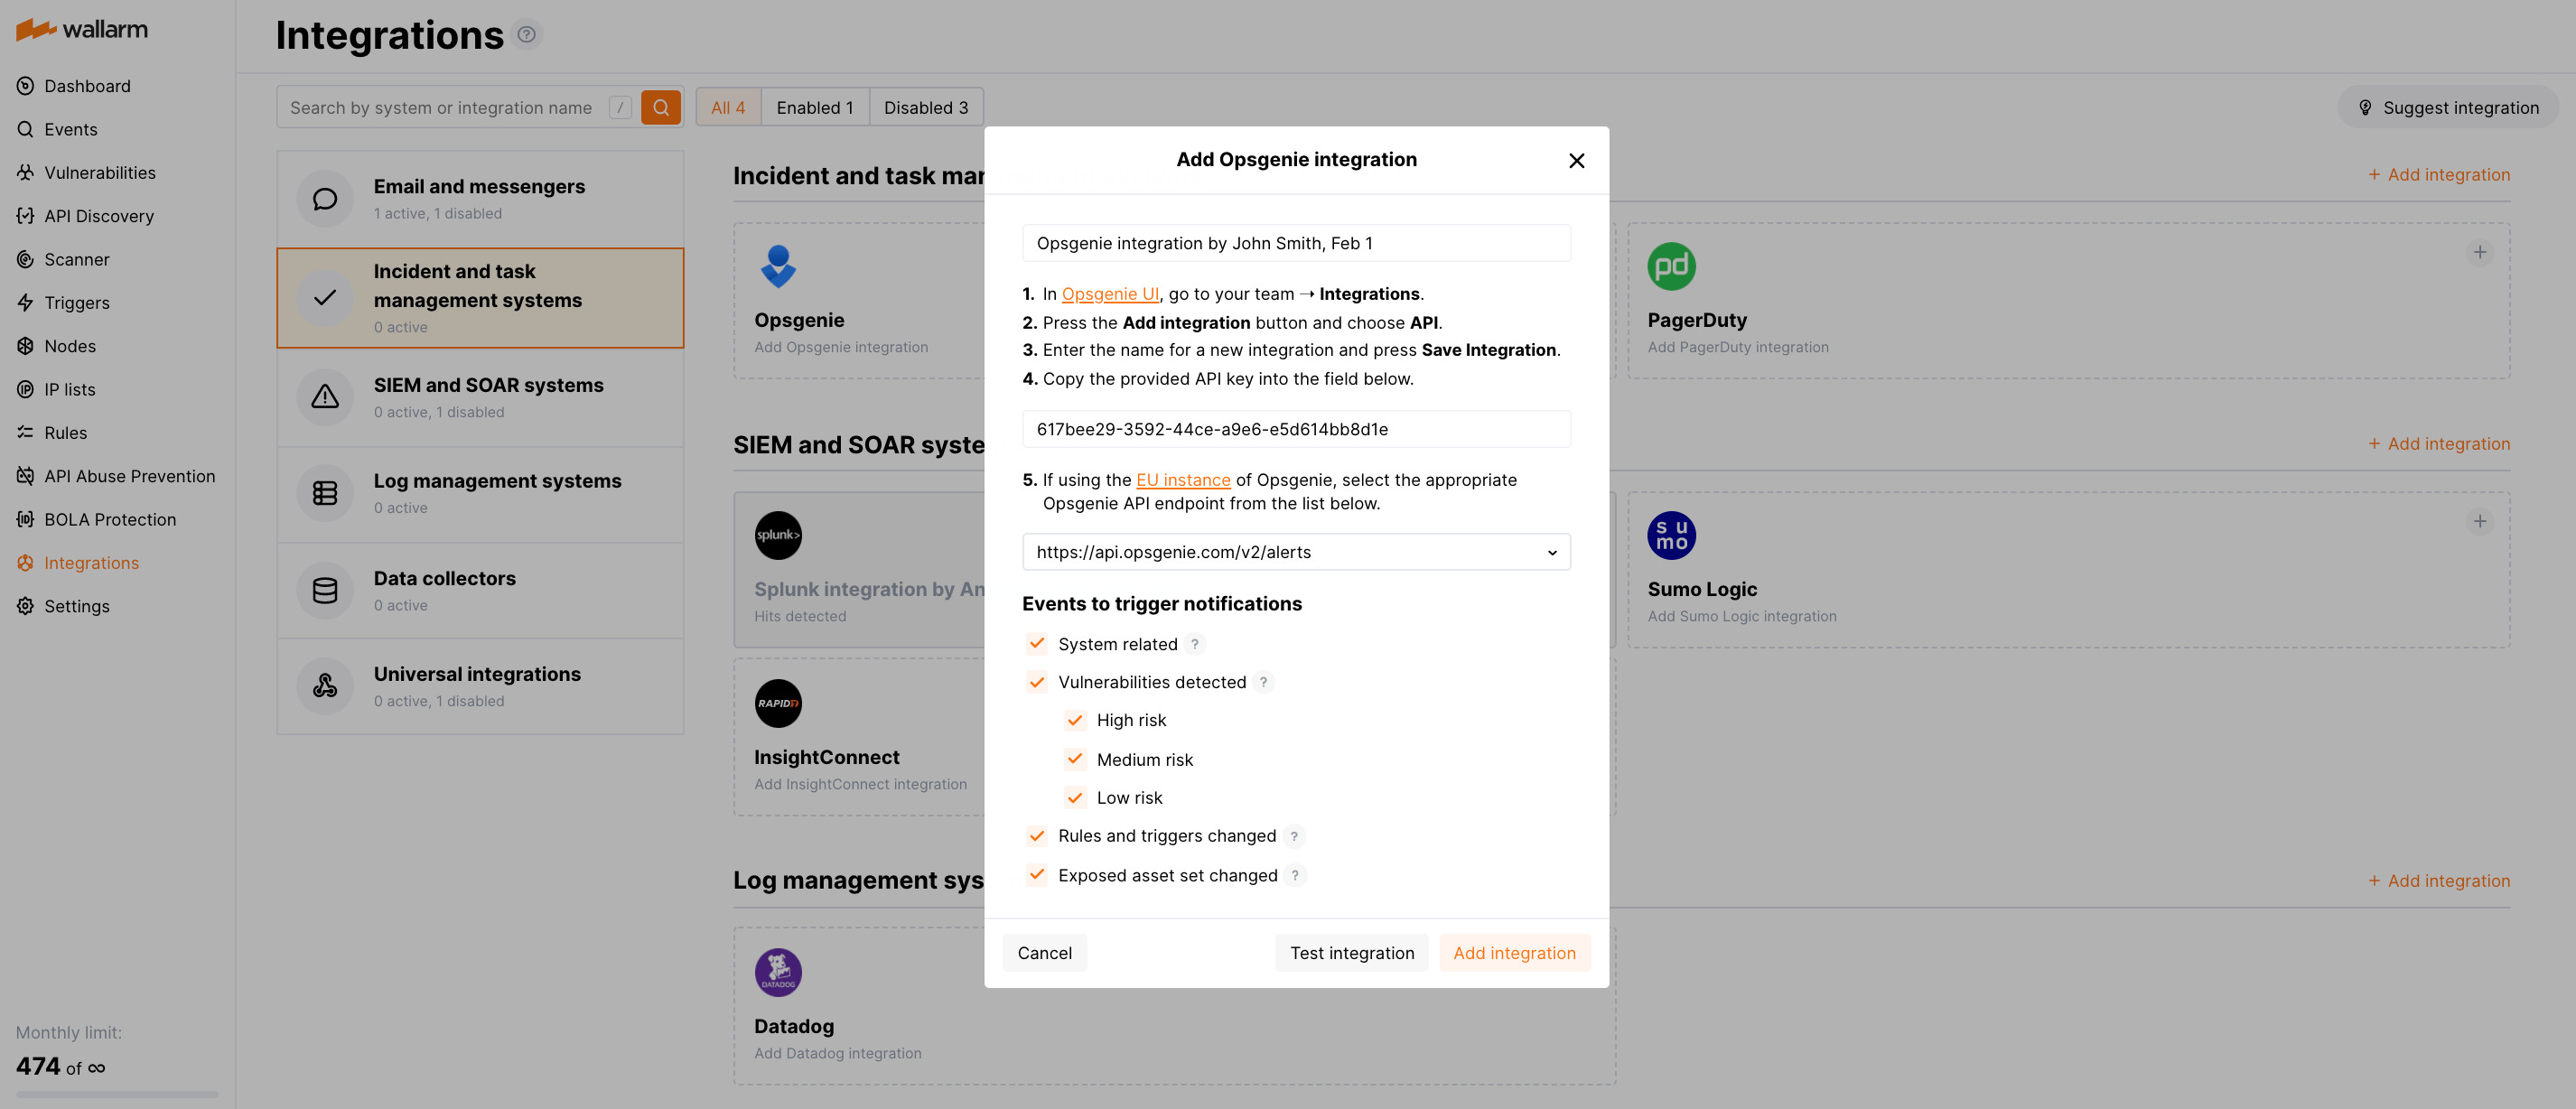 wallarm
Dashboard
Events
Vulnerabilities
API Discovery
Scanner
Triggers
Nodes
IP lists
Rules
API Abuse Prevention
BOLA Protection
Integrations
Settings
Monthly limit:
474 of ∞
Integrations ?
Search by system or integration name /
All 4 Enabled 1 Disabled 3
Suggest integration
Email and messengers
1 active, 1 disabled
Incident and task
management systems
0 active
SIEM and SOAR systems
0 active, 1 disabled
Log management systems
0 active
Data collectors
0 active
Universal integrations
0 active, 1 disabled
Incident and task mar
+ Add integration
Opsgenie
Add Opsgenie integration
pd
PagerDuty
Add PagerDuty integration
SIEM and SOAR syste
+ Add integration
splunk>
Splunk integration by An
Hits detected
su
mo
Sumo Logic
Add Sumo Logic integration
RAPID7
InsightConnect
Add InsightConnect integration
Log management sys
+ Add integration
DATADOG
Datadog
Add Datadog integration
Add Opsgenie integration
Opsgenie integration by John Smith, Feb 1
1. In Opsgenie UI, go to your team → Integrations.
2. Press the Add integration button and choose API.
3. Enter the name for a new integration and press Save Integration.
4. Copy the provided API key into the field below.
617bee29-3592-44ce-a9e6-e5d614bb8d1e
5. If using the EU instance of Opsgenie, select the appropriate
Opsgenie API endpoint from the list below.
https://api.opsgenie.com/v2/alerts
Events to trigger notifications
System related ?
Vulnerabilities detected ?
High risk
Medium risk
Low risk
Rules and triggers changed ?
Exposed asset set changed ?
Cancel
Test integration
Add integration